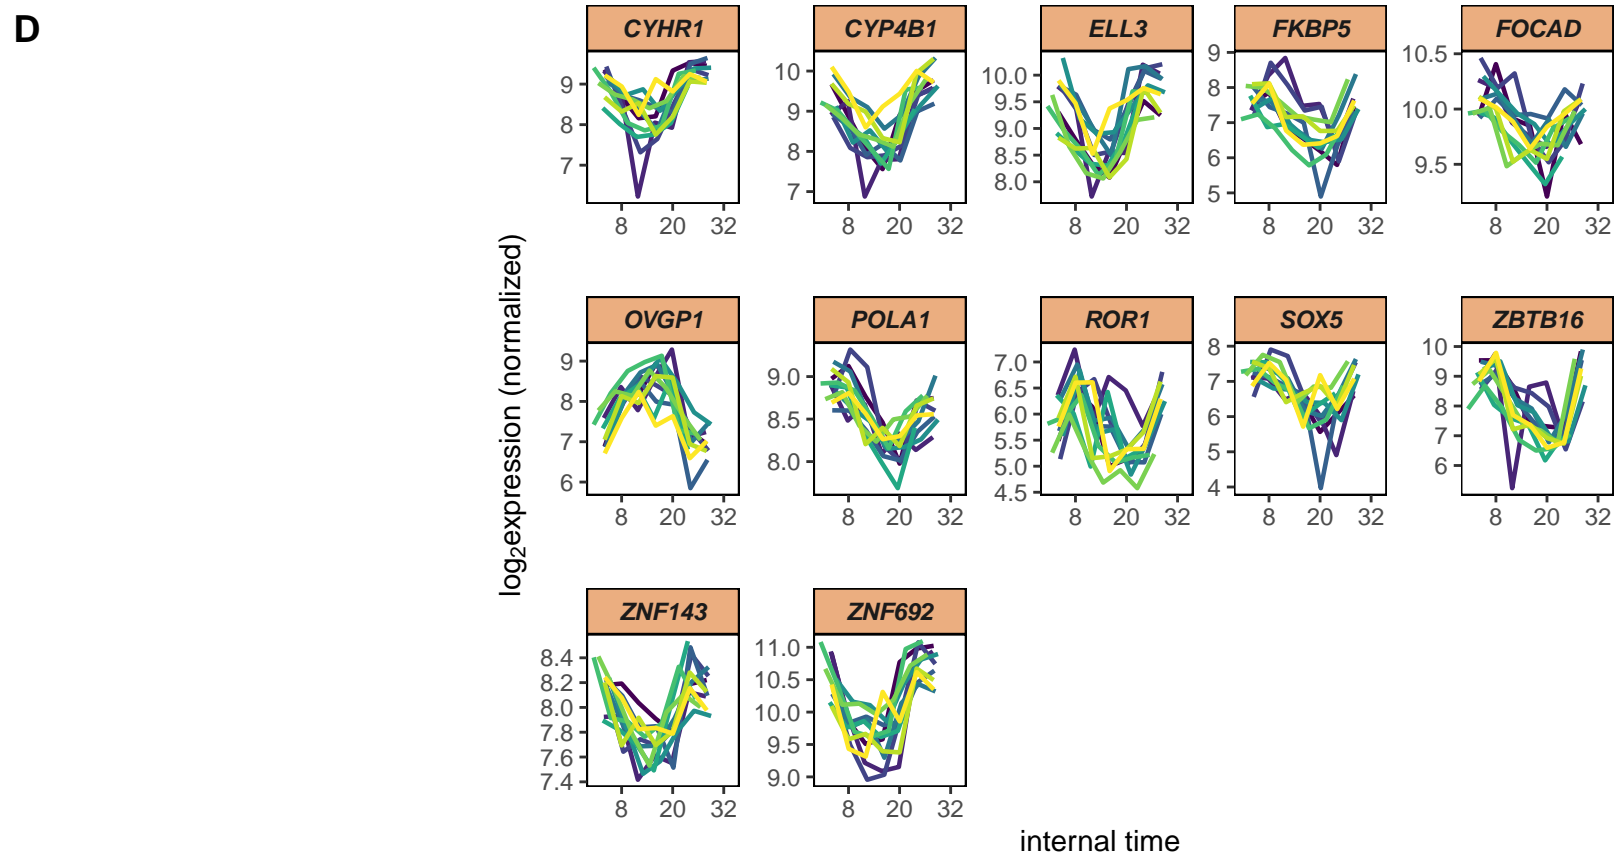 D
CYHR1 CYP4B1 ELL3 FKBP5 FOCAD
9 8 7
10 9 8 7
10.0 9.5 9.0 8.5 8.0
9 8 7 6 5
10.5 10.0 9.5
8 20 32 8 20 32 8 20 32 8 20 32 8 20 32
log2expression (normalized)
OVGP1 POLA1 ROR1 SOX5 ZBTB16
9 8 7 6
9.0 8.5 8.0
7.0 6.5 6.0 5.5 5.0 4.5
8 7 6 5 4
10 9 8 7 6
8 20 32 8 20 32 8 20 32 8 20 32 8 20 32
ZNF143 ZNF692
8.4 8.2 8.0 7.8 7.6 7.4
11.0 10.5 10.0 9.5 9.0
8 20 32 8 20 32
internal time